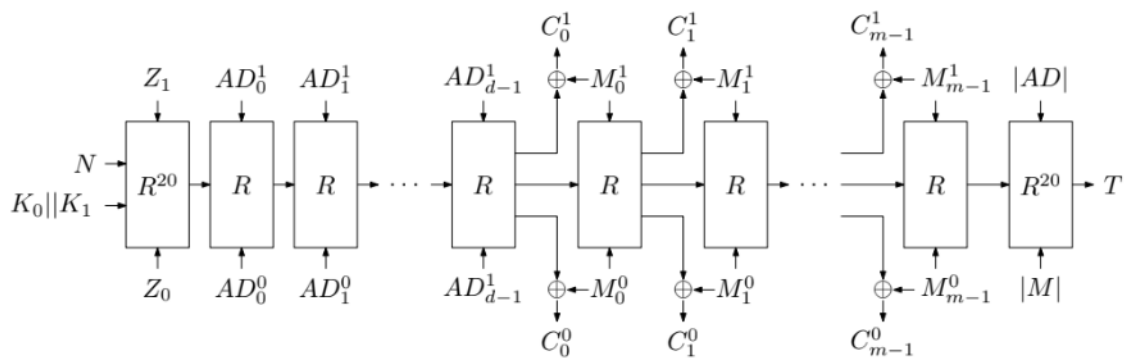 C_0^1 C_1^1 C_{m-1}^1
Z_1 AD_0^1 AD_1^1 AD_{d-1}^1 ⊕ M_0^1 ⊕ M_1^1 ⊕ M_{m-1}^1 |AD|
N
R^{20} R R · · · R R R · · · R R^{20} T
K_0||K_1
Z_0 AD_0^0 AD_1^0 AD_{d-1}^1 ⊕ M_0^0 ⊕ M_1^0 ⊕ M_{m-1}^0 |M|
C_0^0 C_1^0 C_{m-1}^0